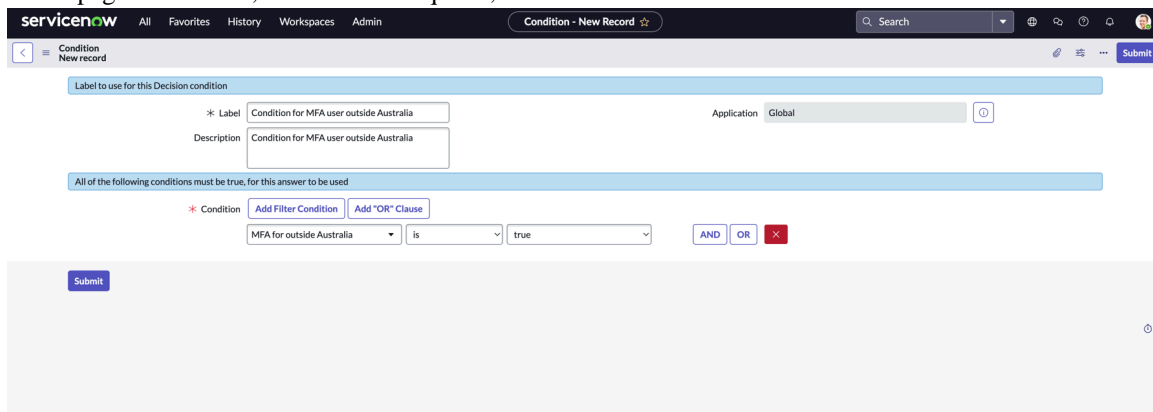 servicenow All Favorites History Workspaces Admin Condition - New Record Search
Condition
New record
Submit
Label to use for this Decision condition
Label Condition for MFA user outside Australia Application Global
Description Condition for MFA user outside Australia
All of the following conditions must be true, for this answer to be used
Condition Add Filter Condition Add "OR" Clause
MFA for outside Australia is true AND OR
Submit